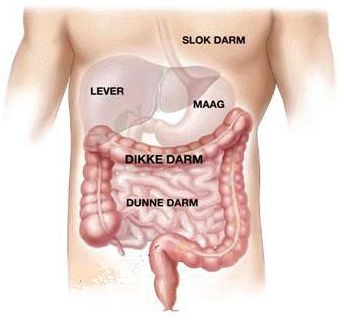 SLOK DARM
LEVER
MAAG
DIKKE DARM
DUNNE DARM